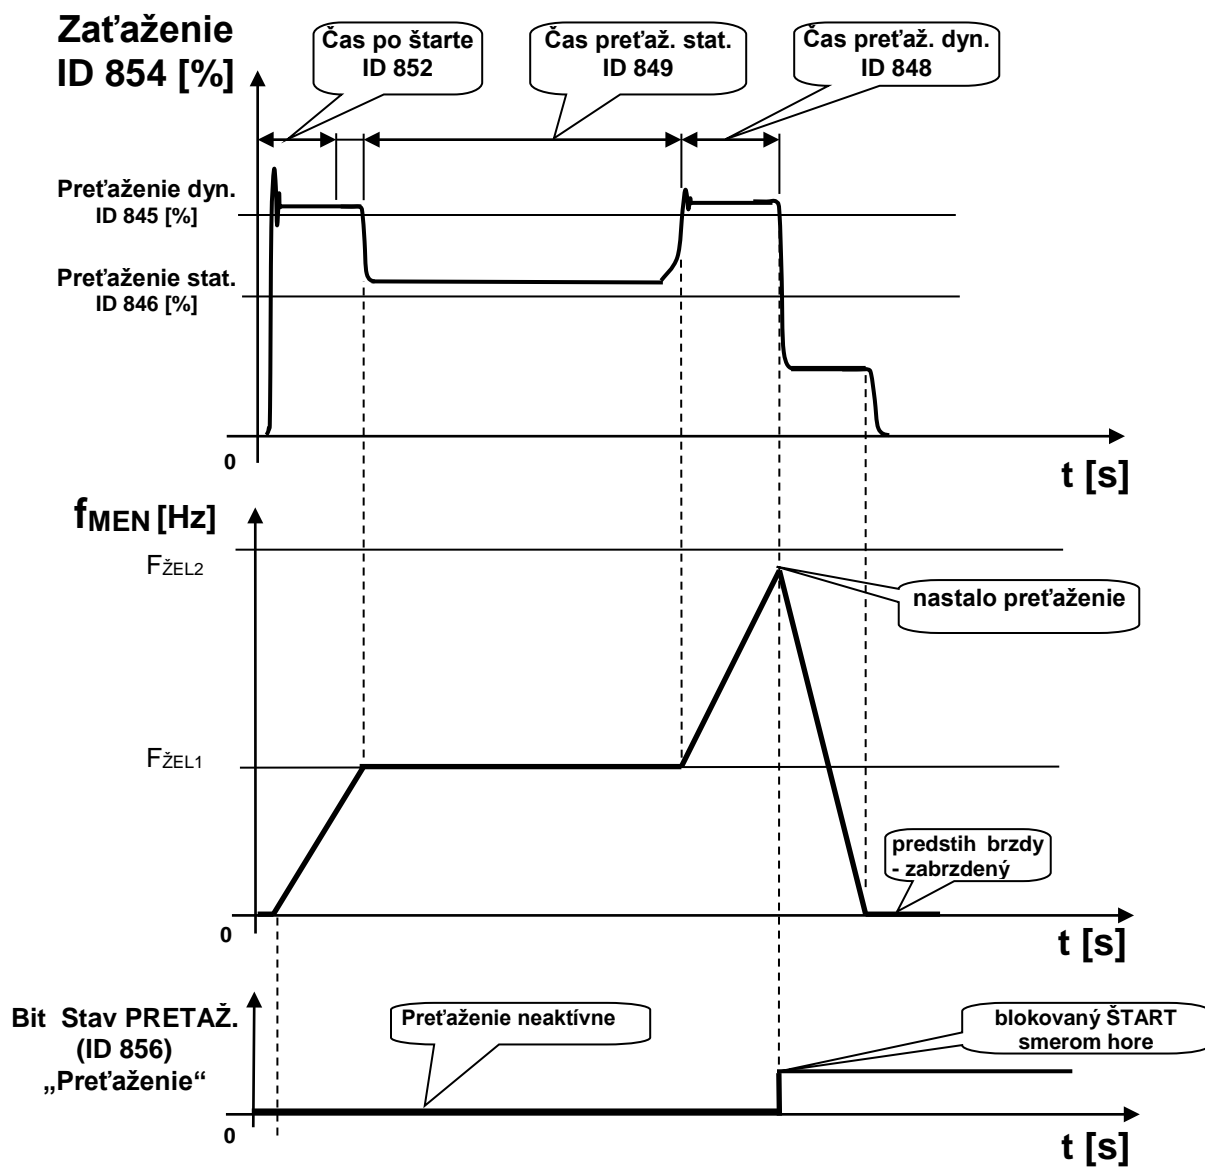 Zaťaženie
ID 854 [%]
Čas po štarte
ID 852
Čas preťaž. stat.
ID 849
Čas preťaž. dyn.
ID 848
Preťaženie dyn.
ID 845 [%]
Preťaženie stat.
ID 846 [%]
0
t [s]
fMEN [Hz]
FŽEL2
nastalo preťaženie
FŽEL1
predstih brzdy
- zabrzdený
0
t [s]
Bit Stav PRETAŽ.
(ID 856)
„Preťaženie“
Preťaženie neaktívne
blokovaný ŠTART
smerom hore
0
t [s]